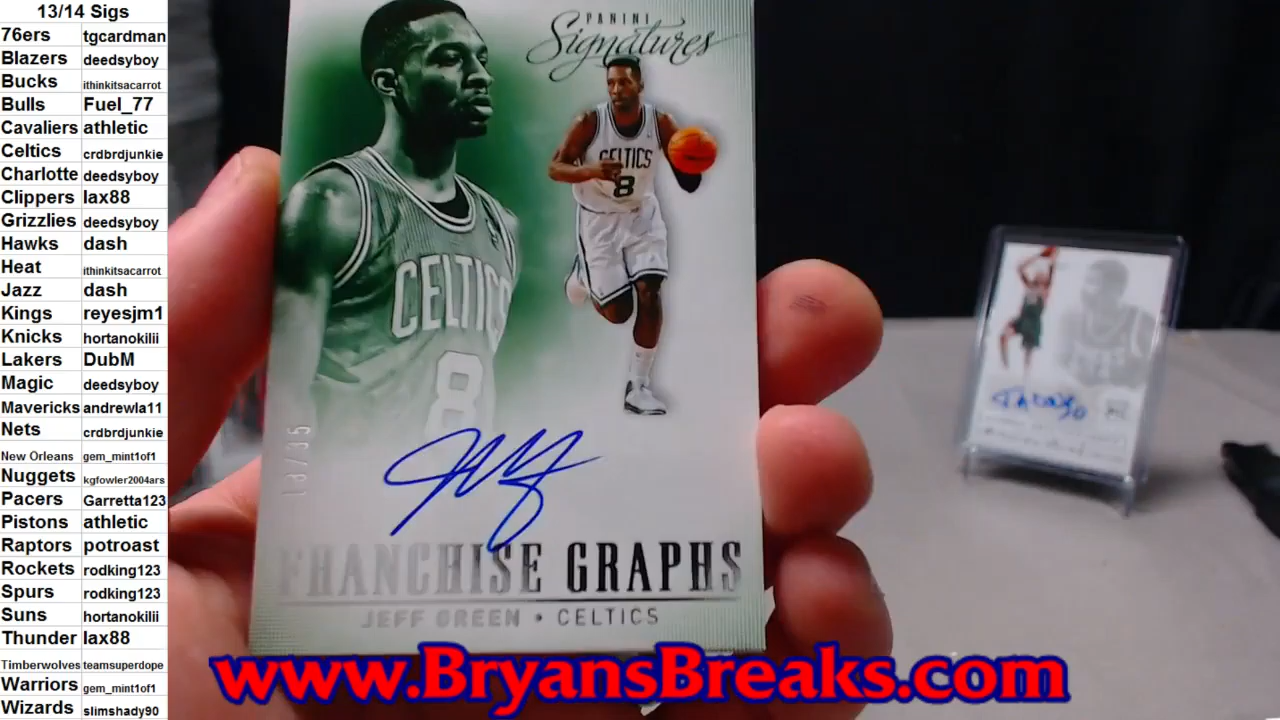 13/14 Sigs
76ers tgcardman
Blazers deedsyboy
Bucks ithinkitsacarrot
Bulls Fuel_77
Cavaliers athletic
Celtics crdbrdjunkie
Charlotte deedsyboy
Clippers lax88
Grizzlies deedsyboy
Hawks dash
Heat ithinkitsacarrot
Jazz dash
Kings reyesjm1
Knicks hortanokilii
Lakers DubM
Magic deedsyboy
Mavericks andrewla11
Nets crdbrdjunkie
New Orleans gem_mint1of1
Nuggets kgfowler2004ars
Pacers Garretta123
Pistons athletic
Raptors potroast
Rockets rodking123
Spurs rodking123
Suns hortanokilii
Thunder lax88
Timberwolves teamsuperdope
Warriors gem_mint1of1
Wizards slimshady90
PANINI
Signatures
CELTICS
8
CELTICS
8
FRANCHISE GRAPHS
JEFF GREEN • CELTICS
www.BryansBreaks.com